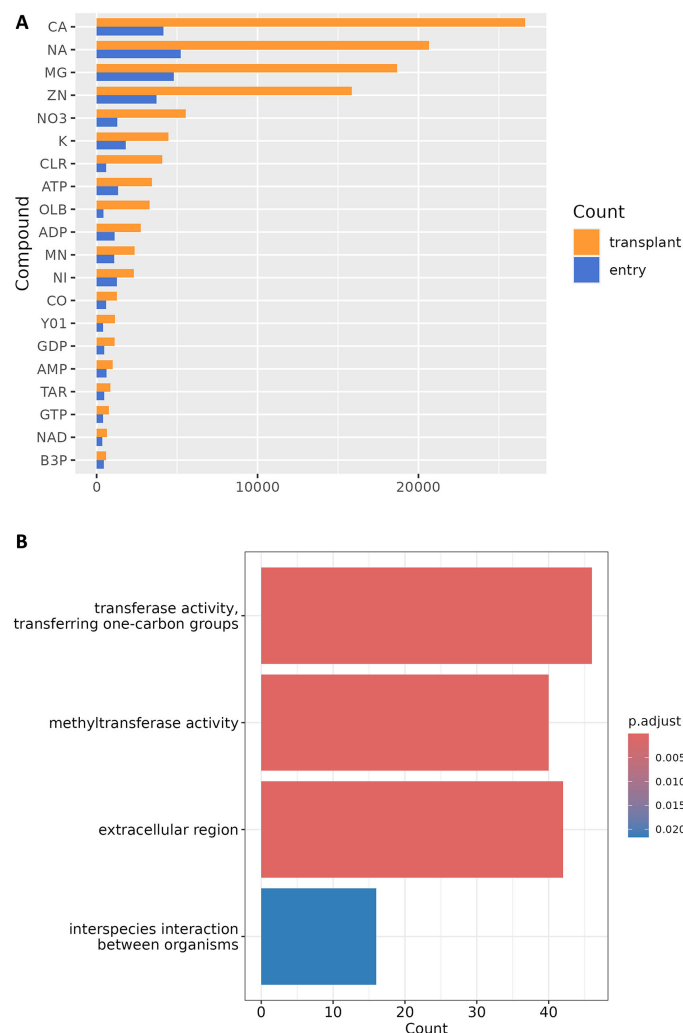 A
CA
NA
MG
ZN
NO3
K
CLR
ATP
OLB
ADP
MN
NI
CO
Y01
GDP
AMP
TAR
GTP
NAD
B3P
Compound
0 10000 20000
Count
transplant
entry
B
transferase activity,
transferring one-carbon groups
methyltransferase activity
extracellular region
interspecies interaction
between organisms
0 10 20 30 40
Count
p.adjust
0.005
0.010
0.015
0.020